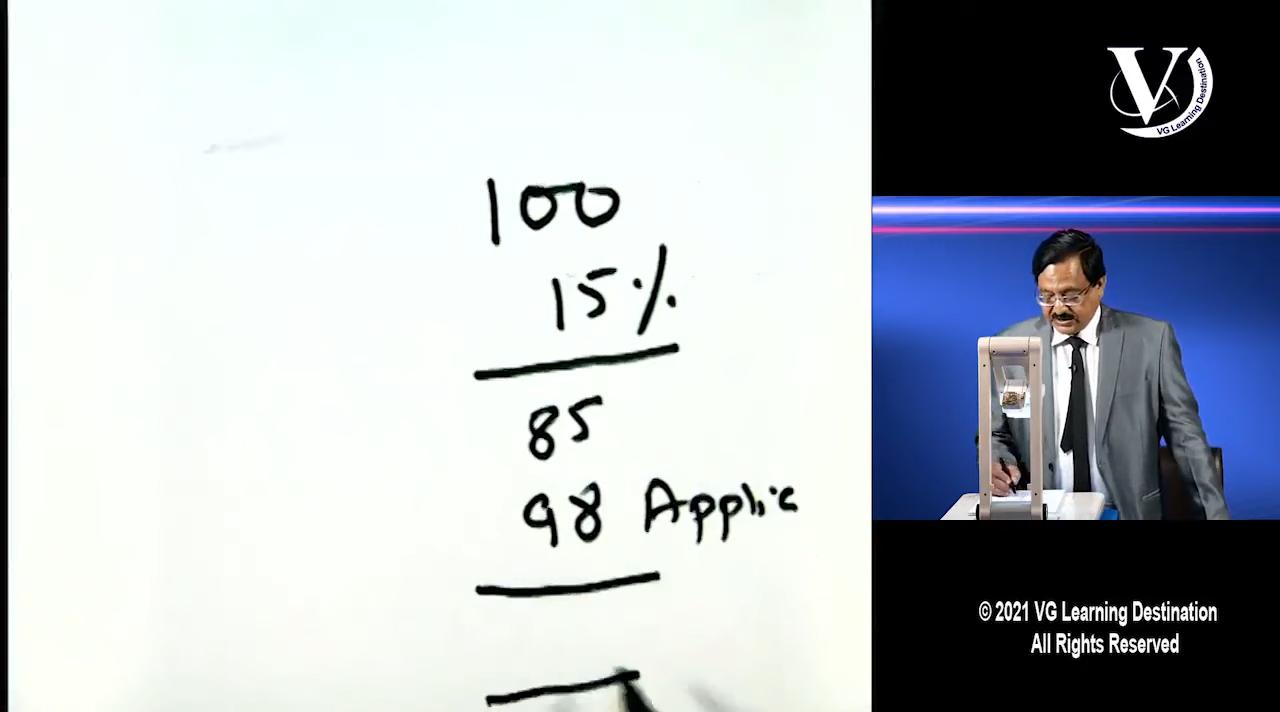 100
15%
85
98 Applic
V
VG Learning Destination
© 2021 VG Learning Destination
All Rights Reserved